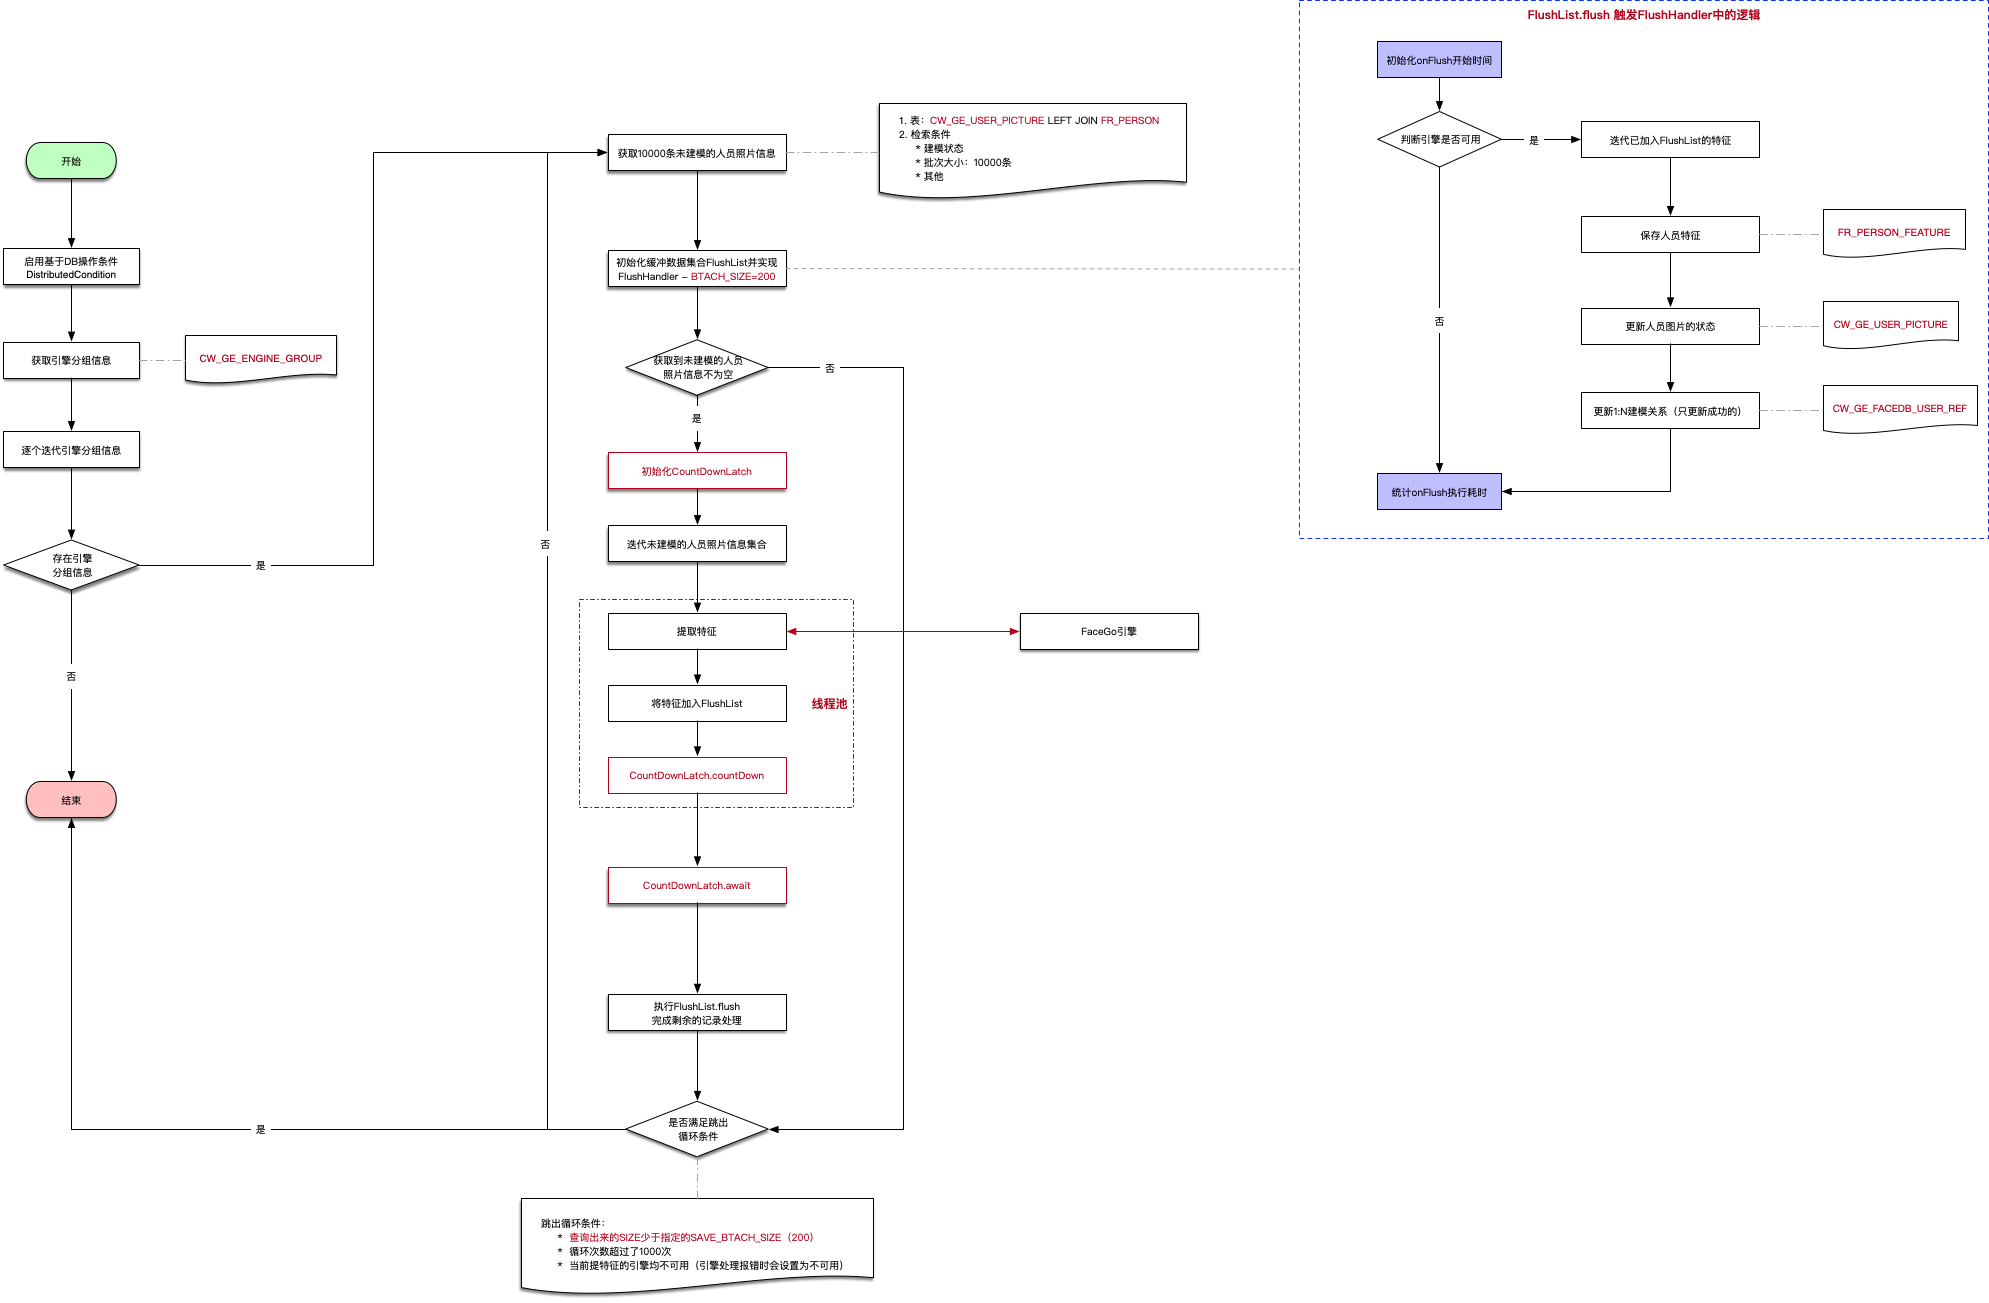 开始
启用基于DB操作条件
DistributedCondition
获取引擎分组信息
CW_GE_ENGINE_GROUP
逐个迭代引擎分组信息
存在引擎
分组信息
是
否
结束
获取10000条未建模的人员照片信息
1. 表：CW_GE_USER_PICTURE LEFT JOIN FR_PERSON
2. 检索条件
* 建模状态
* 批次大小：10000条
* 其他
初始化缓冲数据集合FlushList并实现
FlushHandler - BTACH_SIZE=200
获取到未建模的人员
照片信息不为空
否
是
初始化CountDownLatch
迭代未建模的人员照片信息集合
否
提取特征
FaceGo引擎
将特征加入FlushList
线程池
CountDownLatch.countDown
CountDownLatch.await
执行FlushList.flush
完成剩余的记录处理
是否满足跳出
循环条件
是
跳出循环条件：
* 查询出来的SIZE少于指定的SAVE_BTACH_SIZE（200）
* 循环次数超过了1000次
* 当前提特征的引擎均不可用（引擎处理报错时会设置为不可用）
FlushList.flush 触发FlushHandler中的逻辑
初始化onFlush开始时间
判断引擎是否可用
是
迭代已加入FlushList的特征
保存人员特征
FR_PERSON_FEATURE
否
更新人员图片的状态
CW_GE_USER_PICTURE
更新1:N建模关系（只更新成功的）
CW_GE_FACEDB_USER_REF
统计onFlush执行耗时